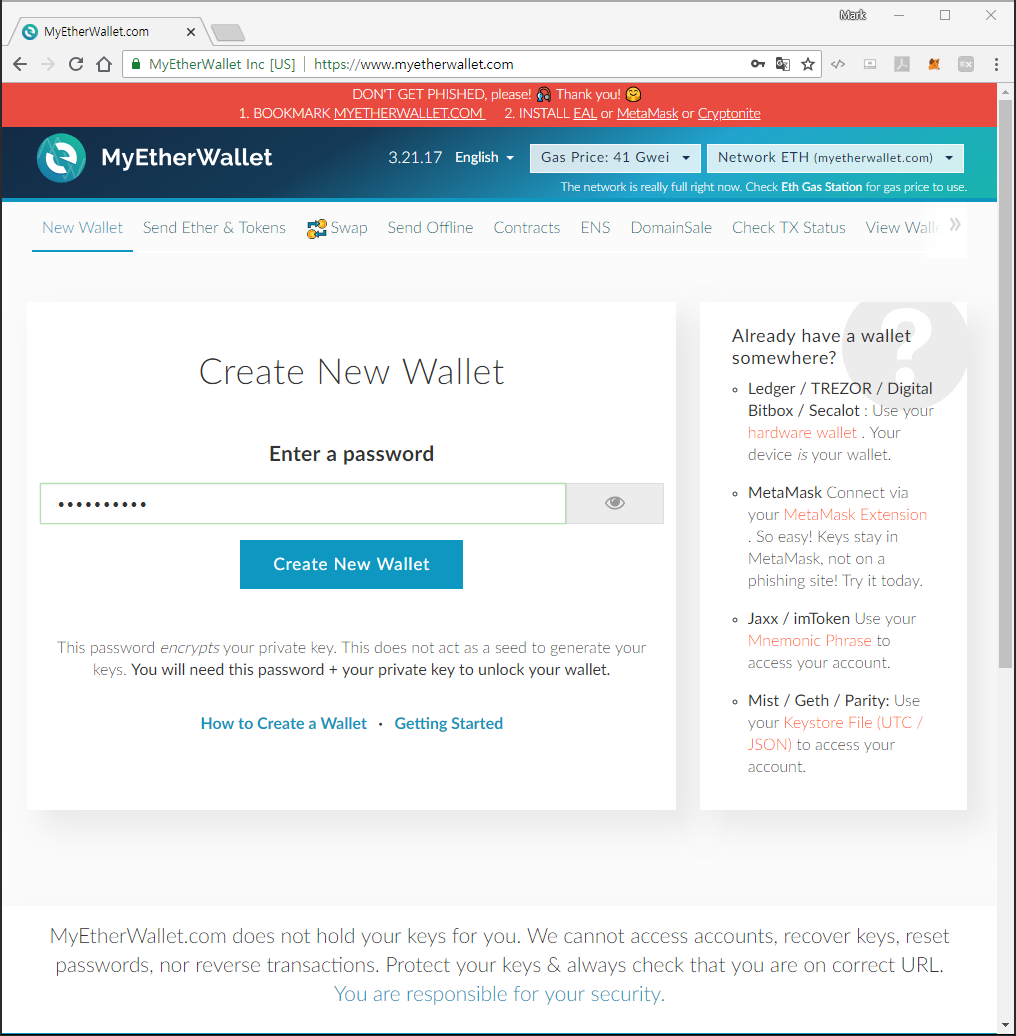 Mark
MyEtherWallet.com
MyEtherWallet Inc [US] | https://www.myetherwallet.com
DON'T GET PHISHED, please! Thank you! 🤗
1. BOOKMARK MYETHERWALLET.COM 2. INSTALL EAL or MetaMask or Cryptonite
MyEtherWallet 3.21.17 English Gas Price: 41 Gwei Network ETH (myetherwallet.com)
The network is really full right now. Check Eth Gas Station for gas price to use.
New Wallet Send Ether & Tokens Swap Send Offline Contracts ENS DomainSale Check TX Status View Walle »
Create New Wallet
Enter a password
••••••••••
Create New Wallet
This password encrypts your private key. This does not act as a seed to generate your
keys. You will need this password + your private key to unlock your wallet.
How to Create a Wallet · Getting Started
?
Already have a wallet
somewhere?
Ledger / TREZOR / Digital
Bitbox / Secalot : Use your
hardware wallet . Your
device is your wallet.
MetaMask Connect via
your MetaMask Extension
. So easy! Keys stay in
MetaMask, not on a
phishing site! Try it today.
Jaxx / imToken Use your
Mnemonic Phrase to
access your account.
Mist / Geth / Parity: Use
your Keystore File (UTC /
JSON) to access your
account.
MyEtherWallet.com does not hold your keys for you. We cannot access accounts, recover keys, reset
passwords, nor reverse transactions. Protect your keys & always check that you are on correct URL.
You are responsible for your security.